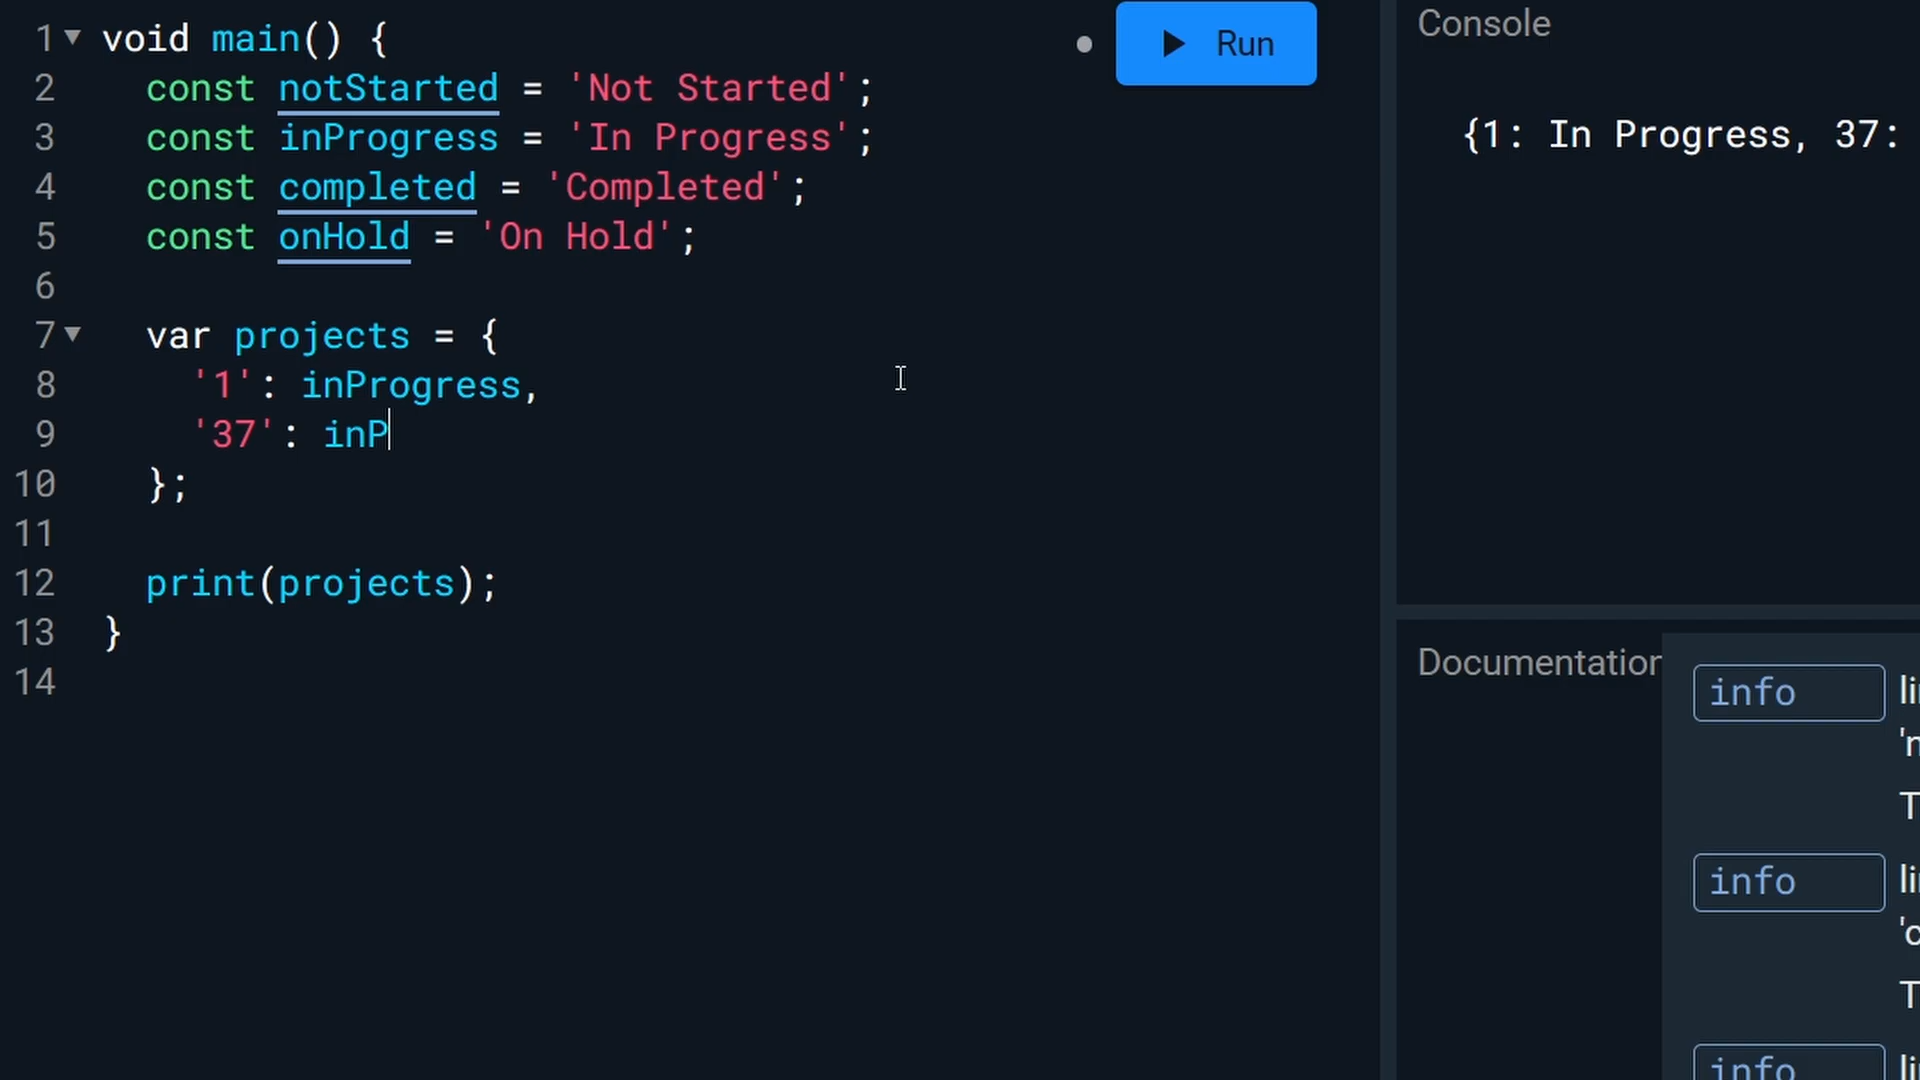 1 void main() {
2 const notStarted = 'Not Started';
3 const inProgress = 'In Progress';
4 const completed = 'Completed';
5 const onHold = 'On Hold';
6
7 var projects = {
8 '1': inProgress,
9 '37': inP
10 };
11
12 print(projects);
13 }
14
Run
Console
{1: In Progress, 37:
Documentation
info
info
info